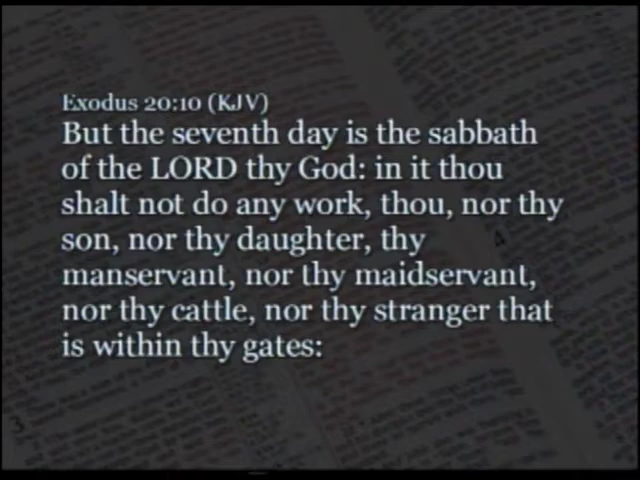 Exodus 20:10 (KJV)
But the seventh day is the sabbath
of the LORD thy God: in it thou
shalt not do any work, thou, nor thy
son, nor thy daughter, thy
manservant, nor thy maidservant,
nor thy cattle, nor thy stranger that
is within thy gates: